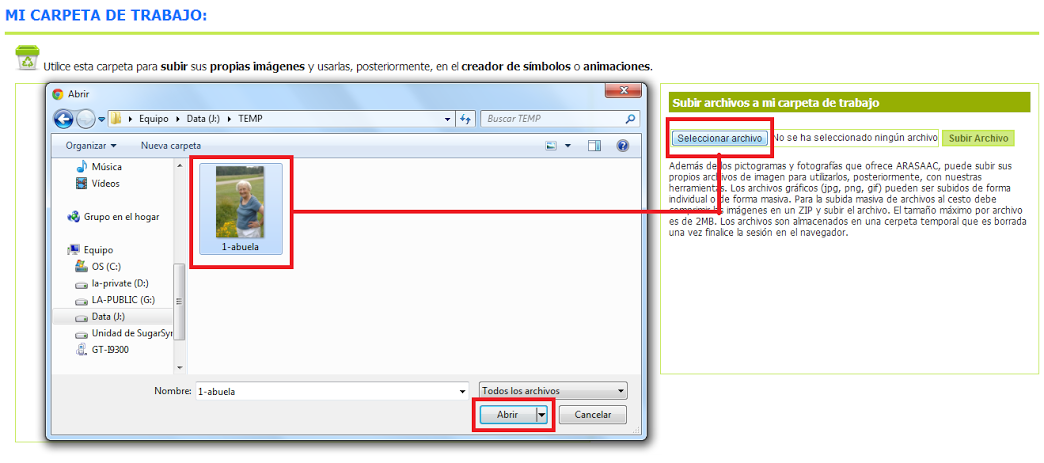 MI CARPETA DE TRABAJO:
Utilice esta carpeta para subir sus propias imágenes y usarlas, posteriormente, en el creador de símbolos o animaciones.
Abrir
Equipo Data (J:) TEMP
Buscar TEMP
Organizar Nueva carpeta
Música
Vídeos
Grupo en el hogar
Equipo
OS (C:)
la-private (D:)
LA-PUBLIC (G:)
Data (J:)
Unidad de SugarSyr
GT-I9300
1-abuela
Nombre: 1-abuela
Todos los archivos
Abrir Cancelar
Subir archivos a mi carpeta de trabajo
Seleccionar archivo No se ha seleccionado ningún archivo Subir Archivo
Además de los pictogramas y fotografías que ofrece ARASAAC, puede subir sus
propios archivos de imagen para utilizarlos, posteriormente, con nuestras
herramientas. Los archivos gráficos (jpg, png, gif) pueden ser subidos de forma
individual o de forma masiva. Para la subida masiva de archivos al cesto debe
comprimir las imágenes en un ZIP y subir el archivo. El tamaño máximo por archivo
es de 2MB. Los archivos son almacenados en una cerpeta temporal que es borrada
una vez finalice la sesión en el navegador.